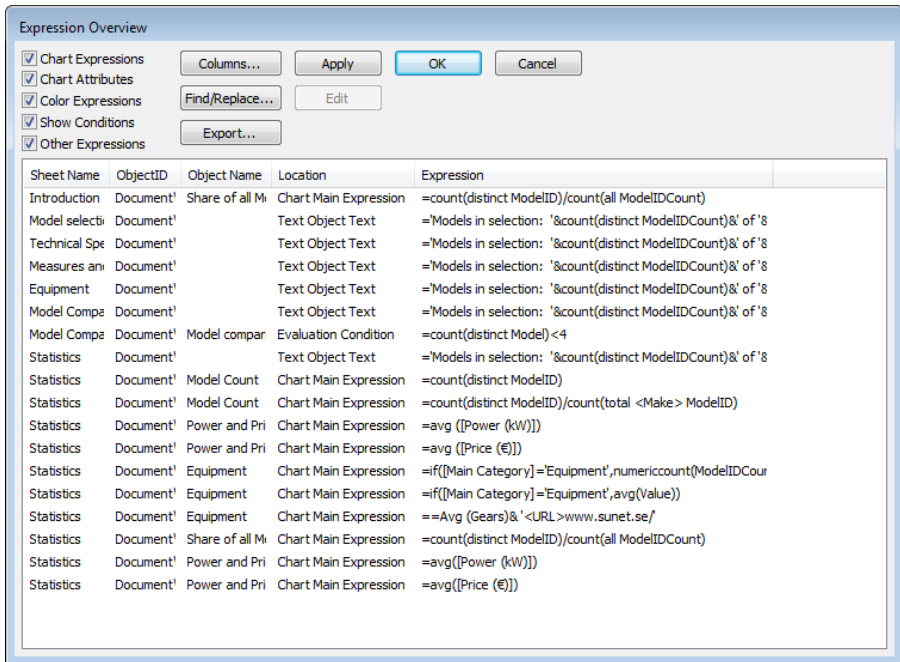 Expression Overview
Chart Expressions
Chart Attributes
Color Expressions
Show Conditions
Other Expressions
Columns... Apply OK Cancel
Find/Replace... Edit
Export...
Sheet Name ObjectID Object Name Location Expression
Introduction Document' Share of all Mo Chart Main Expression =count(distinct ModelID)/count(all ModelIDCount)
Model selecti Document' Text Object Text ='Models in selection:  '&count(distinct ModelIDCount)&' of '&
Technical Spe Document' Text Object Text ='Models in selection:  '&count(distinct ModelIDCount)&' of '&
Measures an Document' Text Object Text ='Models in selection:  '&count(distinct ModelIDCount)&' of '&
Equipment Document' Text Object Text ='Models in selection:  '&count(distinct ModelIDCount)&' of '&
Model Compa Document' Text Object Text ='Models in selection:  '&count(distinct ModelIDCount)&' of '&
Model Compa Document' Model compar Evaluation Condition =count(distinct Model)<4
Statistics Document' Text Object Text ='Models in selection:  '&count(distinct ModelIDCount)&' of '&
Statistics Document' Model Count Chart Main Expression =count(distinct ModelID)
Statistics Document' Model Count Chart Main Expression =count(distinct ModelID)/count(total <Make> ModelID)
Statistics Document' Power and Pri Chart Main Expression =avg ([Power (kW)])
Statistics Document' Power and Pri Chart Main Expression =avg ([Price (€)])
Statistics Document' Equipment Chart Main Expression =if([Main Category]='Equipment',numericcount(ModelIDCour
Statistics Document' Equipment Chart Main Expression =if([Main Category]='Equipment',avg(Value))
Statistics Document' Equipment Chart Main Expression ==Avg (Gears)& '<URL>www.sunet.se/'
Statistics Document' Share of all Mo Chart Main Expression =count(distinct ModelID)/count(all ModelIDCount)
Statistics Document' Power and Pri Chart Main Expression =avg([Power (kW)])
Statistics Document' Power and Pri Chart Main Expression =avg([Price (€)])